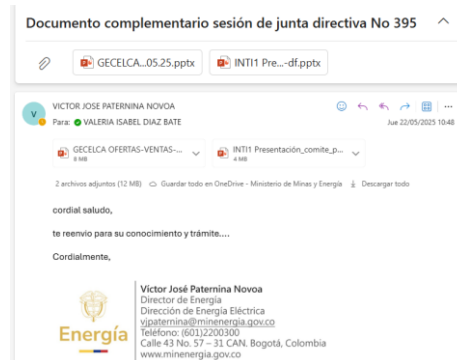 Documento complementario sesión de junta directiva No 395
GECELCA...05.25.pptx
INTI1 Pre...-df.pptx
V
VICTOR JOSE PATERNINA NOVOA
Para: VALERIA ISABEL DIAZ BATE
Jue 22/05/2025 10:48
GECELCA OFERTAS-VENTAS-...
8 MB
INTI1 Presentación_comite_p...
4 MB
2 archivos adjuntos (12 MB) Guardar todo en OneDrive - Ministerio de Minas y Energía Descargar todo
cordial saludo,
te reenvio para su conocimiento y trámite....
Cordialmente,
Energía
Víctor José Paternina Novoa
Director de Energía
Dirección de Energía Eléctrica
vjpaternina@minenergia.gov.co
Teléfono: (601)2200300
Calle 43 No. 57 – 31 CAN. Bogotá, Colombia
www.minenergia.gov.co